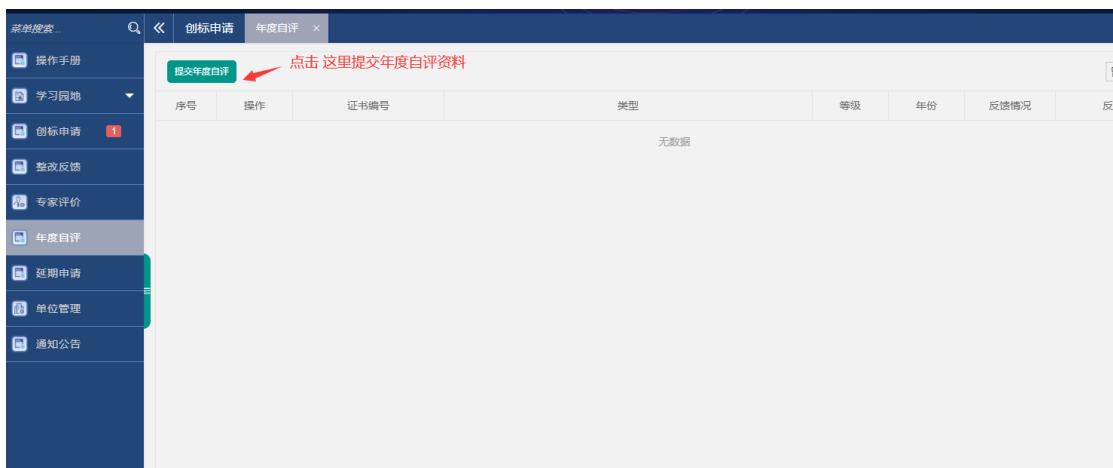 菜单搜索...
创标申请
年度自评 ×
操作手册
学习园地
创标申请 1
整改反馈
专家评价
年度自评
延期申请
单位管理
通知公告
提交年度自评
点击 这里提交年度自评资料
序号 操作 证书编号 类型 等级 年份 反馈情况 反
无数据